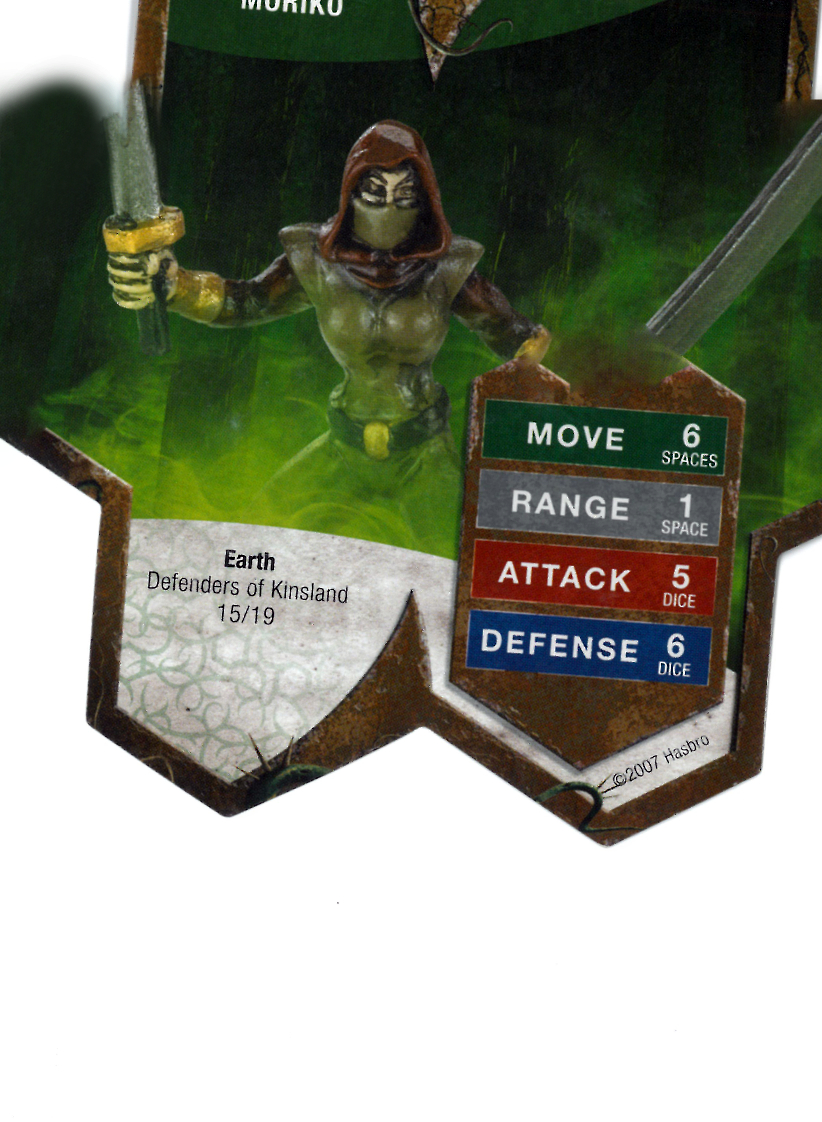 MORIKO
Earth
Defenders of Kinsland
15/19
MOVE 6
SPACES
RANGE 1
SPACE
ATTACK 5
DICE
DEFENSE 6
DICE
©2007 Hasbro